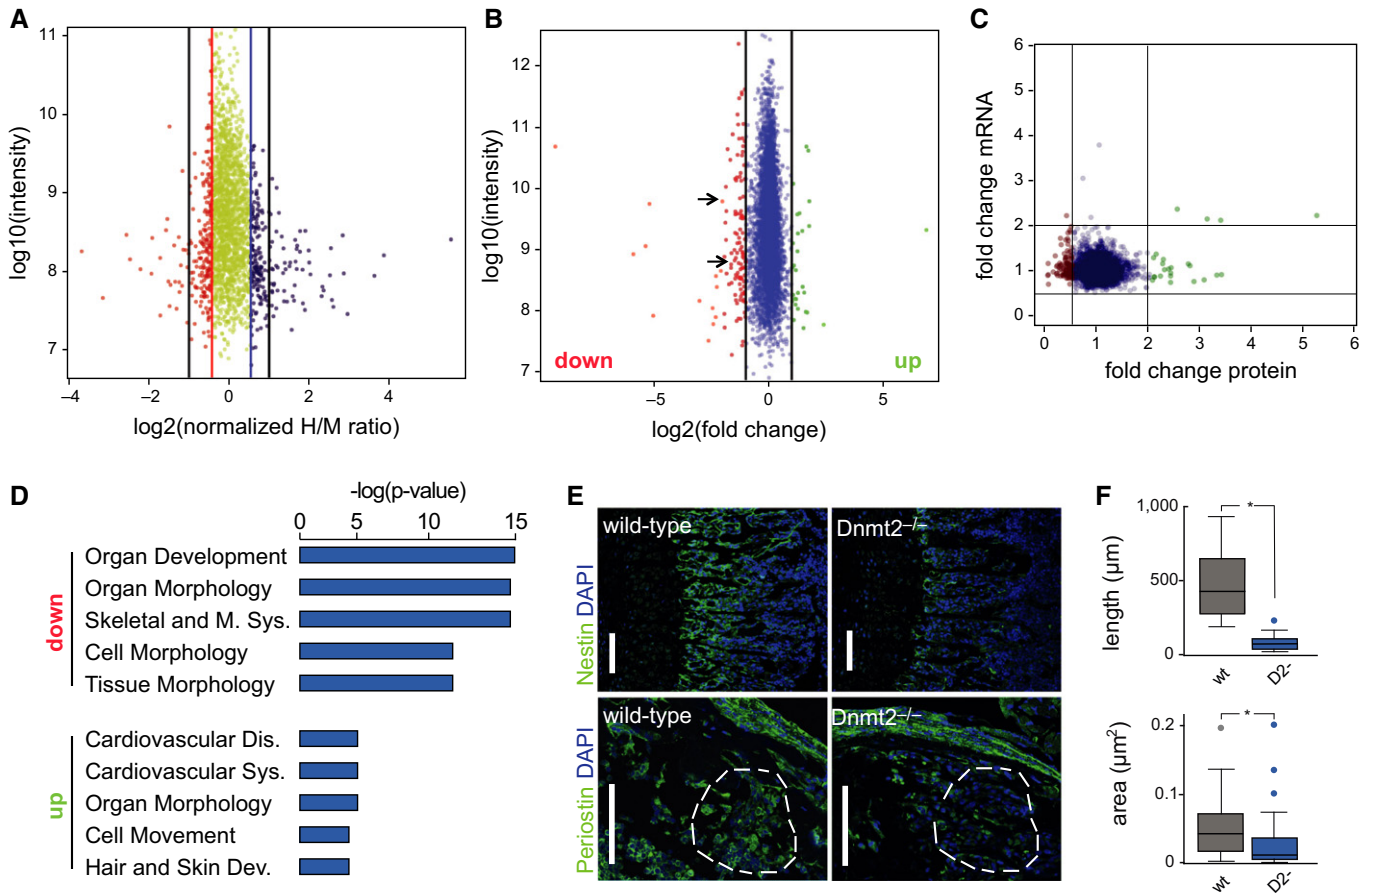 A
11
10
9
8
7
log10(intensity)
–4
–2
0
2
4
log2(normalized H/M ratio)
B
12
11
10
9
8
7
log10(intensity)
down
up
–5
0
5
log2(fold change)
C
6
5
4
3
2
1
0
fold change mRNA
0
1
2
3
4
5
6
fold change protein
D
-log(p-value)
0
5
10
15
down
Organ Development
Organ Morphology
Skeletal and M. Sys.
Cell Morphology
Tissue Morphology
up
Cardiovascular Dis.
Cardiovascular Sys.
Organ Morphology
Cell Movement
Hair and Skin Dev.
E
Nestin DAPI
wild-type
Dnmt2–/–
Periostin DAPI
wild-type
Dnmt2–/–
F
1,000
500
0
length (µm)
*
wt
D2-
0.2
0.1
0
area (µm²)
*
wt
D2-